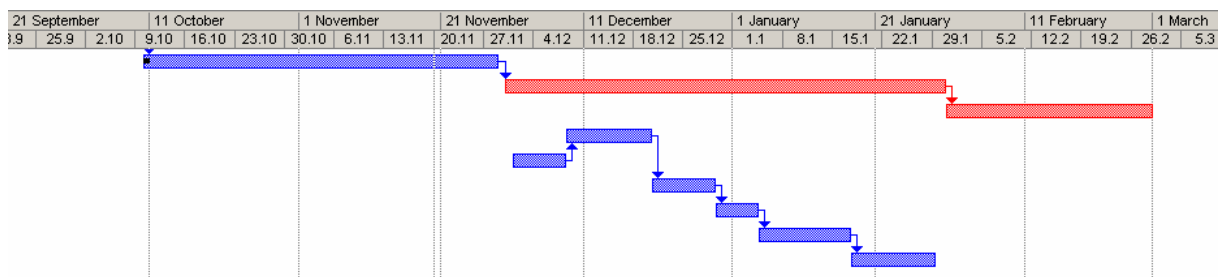 21 September 11 October 1 November 21 November 11 December 1 January 21 January 11 February 1 March
25.9 2.10 9.10 16.10 23.10 30.10 6.11 13.11 20.11 27.11 4.12 11.12 18.12 25.12 1.1 8.1 15.1 22.1 29.1 5.2 12.2 19.2 26.2 5.3